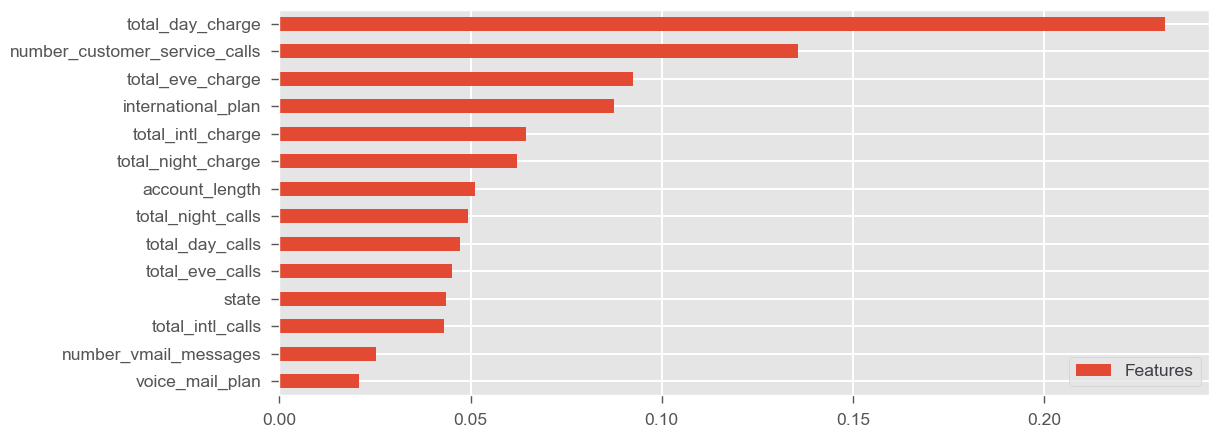 total_day_charge
number_customer_service_calls
total_eve_charge
international_plan
total_intl_charge
total_night_charge
account_length
total_night_calls
total_day_calls
total_eve_calls
state
total_intl_calls
number_vmail_messages
voice_mail_plan
Features
0.00 0.05 0.10 0.15 0.20